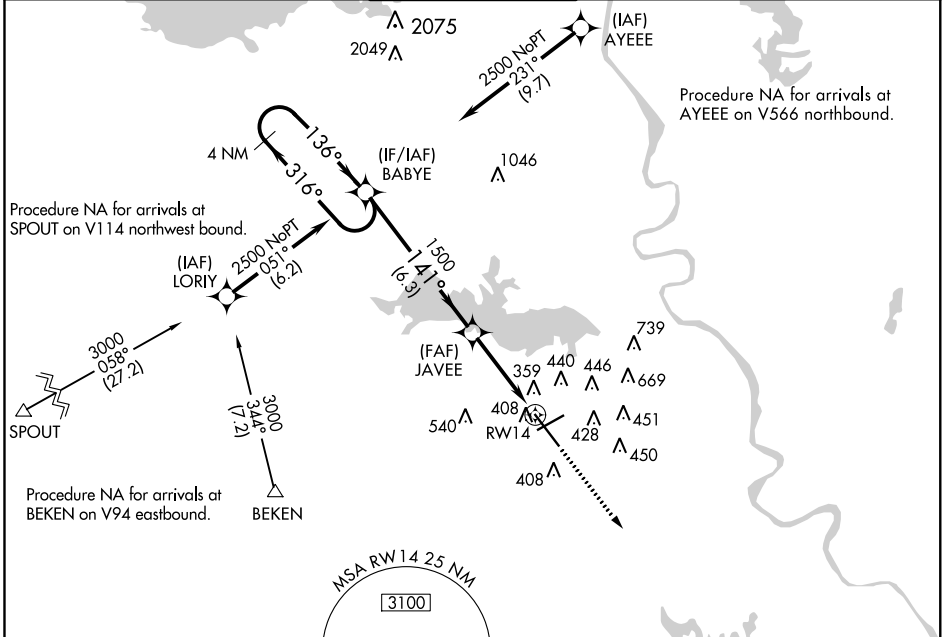 2075
2049
(IAF)
AYEEE
2500 NoPT
231°
(9.7)
Procedure NA for arrivals at
AYEEE on V566 northbound.
136°
4 NM
316°
(IF/IAF)
BABYE
1046
Procedure NA for arrivals at
SPOUT on V114 northwest bound.
2500 NoPT
051°
(6.2)
(IAF)
LORIY
1500
141°
(6.3)
(FAF)
JAVEE
3000
058°
(27.2)
SPOUT
3000
344°
(7.2)
BEKEN
Procedure NA for arrivals at
BEKEN on V94 eastbound.
739
359
440
446
669
540
408
RW14
428
451
450
408
MSA RW14 25 NM
3100